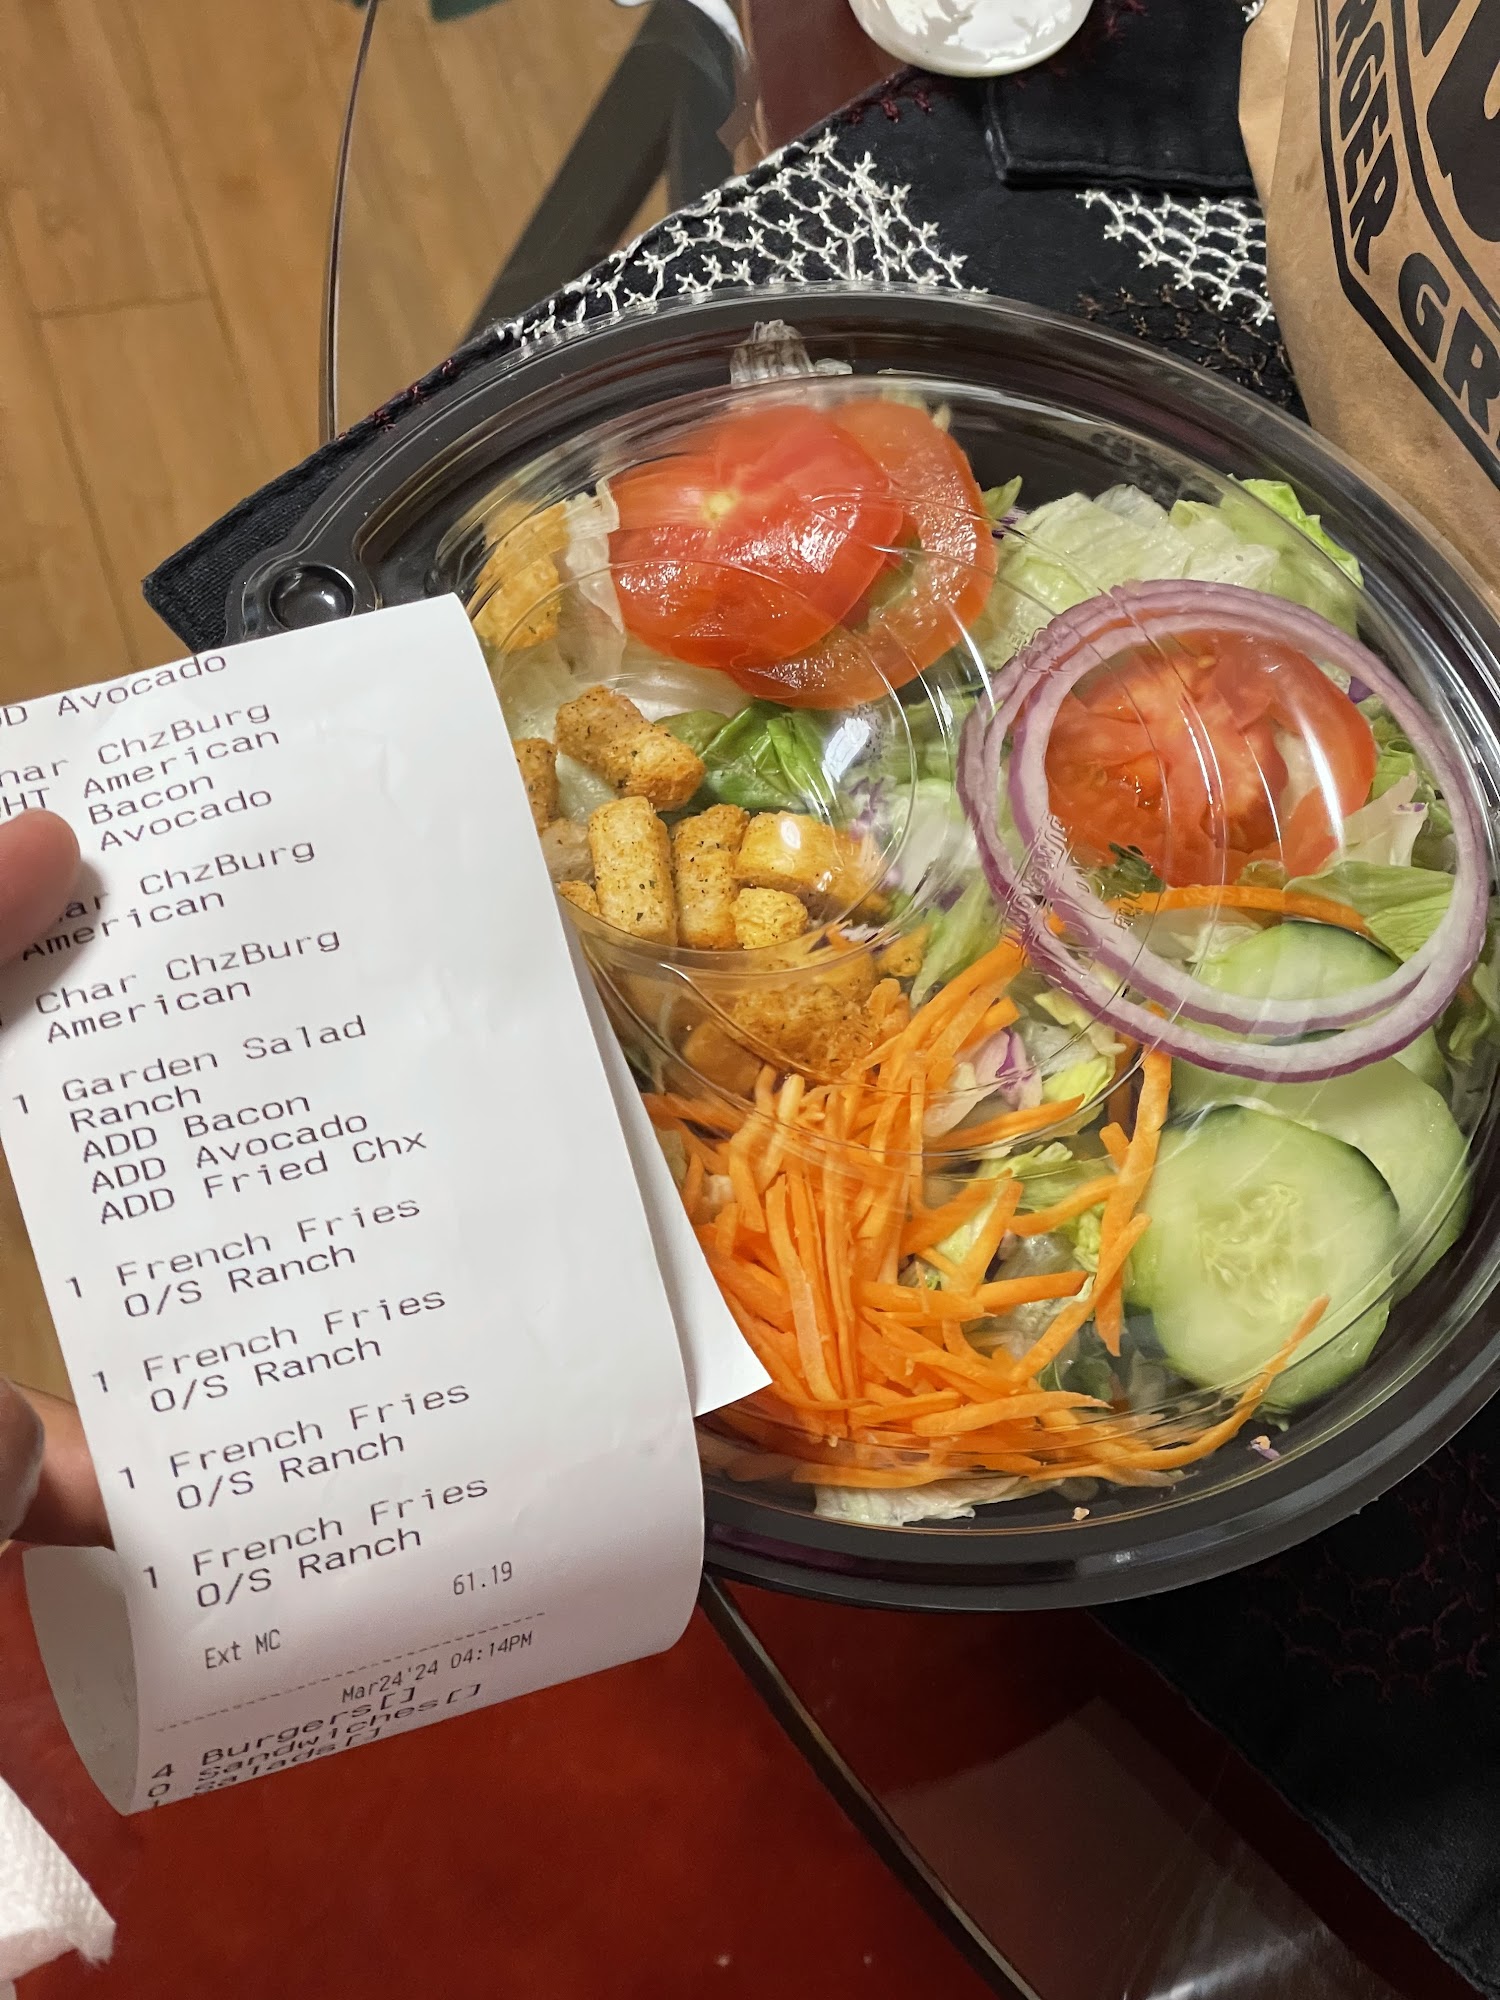 Avocado
ChzBurg
American
Bacon
Avocado
ChzBurg
American
Char ChzBurg
American
1 Garden Salad
Ranch
ADD Bacon
ADD Avocado
ADD Fried Chx
1 French Fries
O/S Ranch
1 French Fries
O/S Ranch
1 French Fries
O/S Ranch
1 French Fries
O/S Ranch
61.19
Ext MC
Mar24'24 04:14PM
4 Burgers[]
0 Sandwiches[]
Salads[]